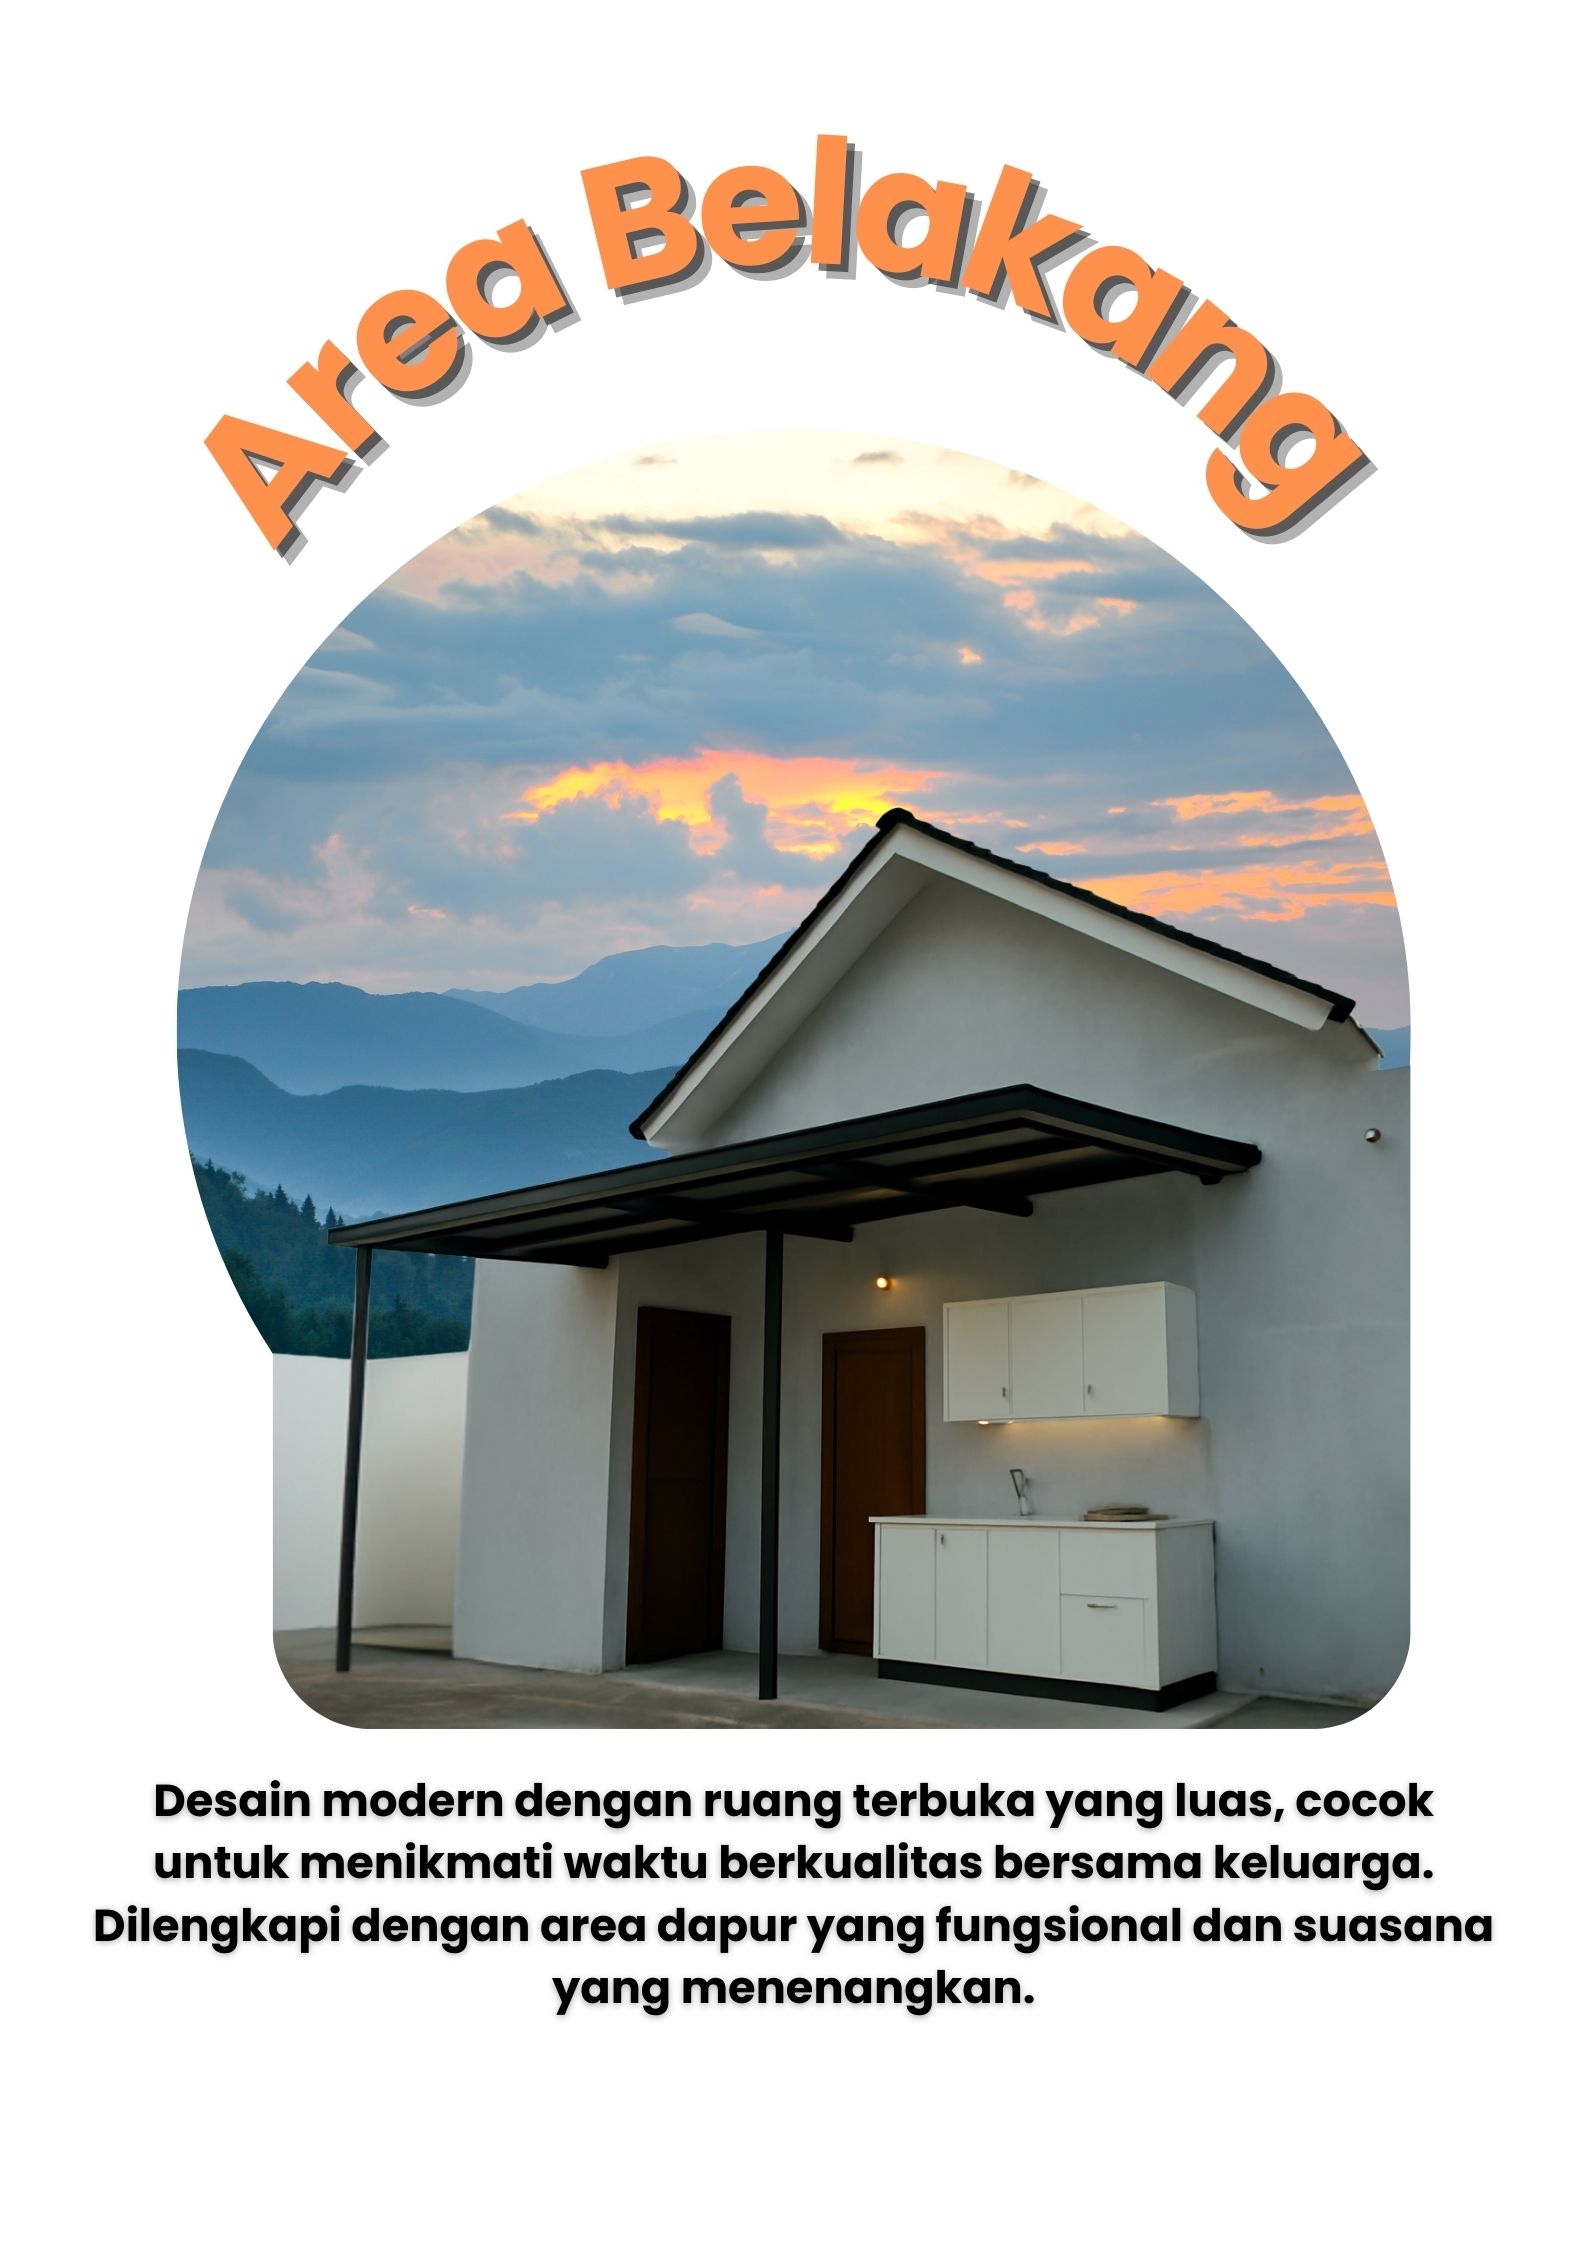 Area Belakang
Desain modern dengan ruang terbuka yang luas, cocok
untuk menikmati waktu berkualitas bersama keluarga.
Dilengkapi dengan area dapur yang fungsional dan suasana
yang menenangkan.